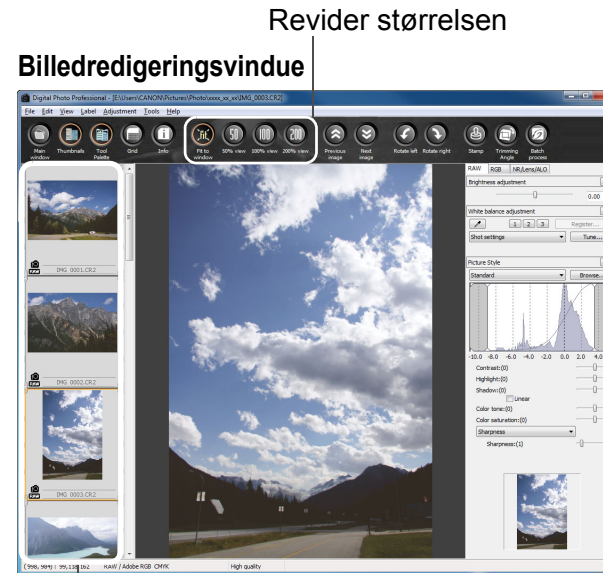 Revider størrelsen
Billedredigeringsvindue
Digital Photo Professional - [E:\Users\CANON\Pictures\Photo\xxxx_xx_xx\IMG_0003.CR2]
File Edit View Label Adjustment Tools Help
Main window Thumbnails Tool Palette Grid Info Fit to window 50% view 100% view 200% view Previous image Next image Rotate left Rotate right Stamp Trimming Angle Batch process
50 100 200
RAW RGB NR/Lens/ALO
Brightness adjustment
0.00
White balance adjustment
1 2 3 Register...
Shot settings Tune...
Picture Style
Standard Browse..
-10.0 -8.0 -6.0 -4.0 -2.0 0.0 2.0 4.0
Contrast:(0)
Highlight:(0)
Shadow:(0)
Linear
Color tone:(0)
Color saturation:(0)
Sharpness
Sharpness:(1)
RAW IMG_0001.CR2
RAW IMG_0002.CR2
RAW IMG_0003.CR2
RAW / Adobe RGB CMYK High quality